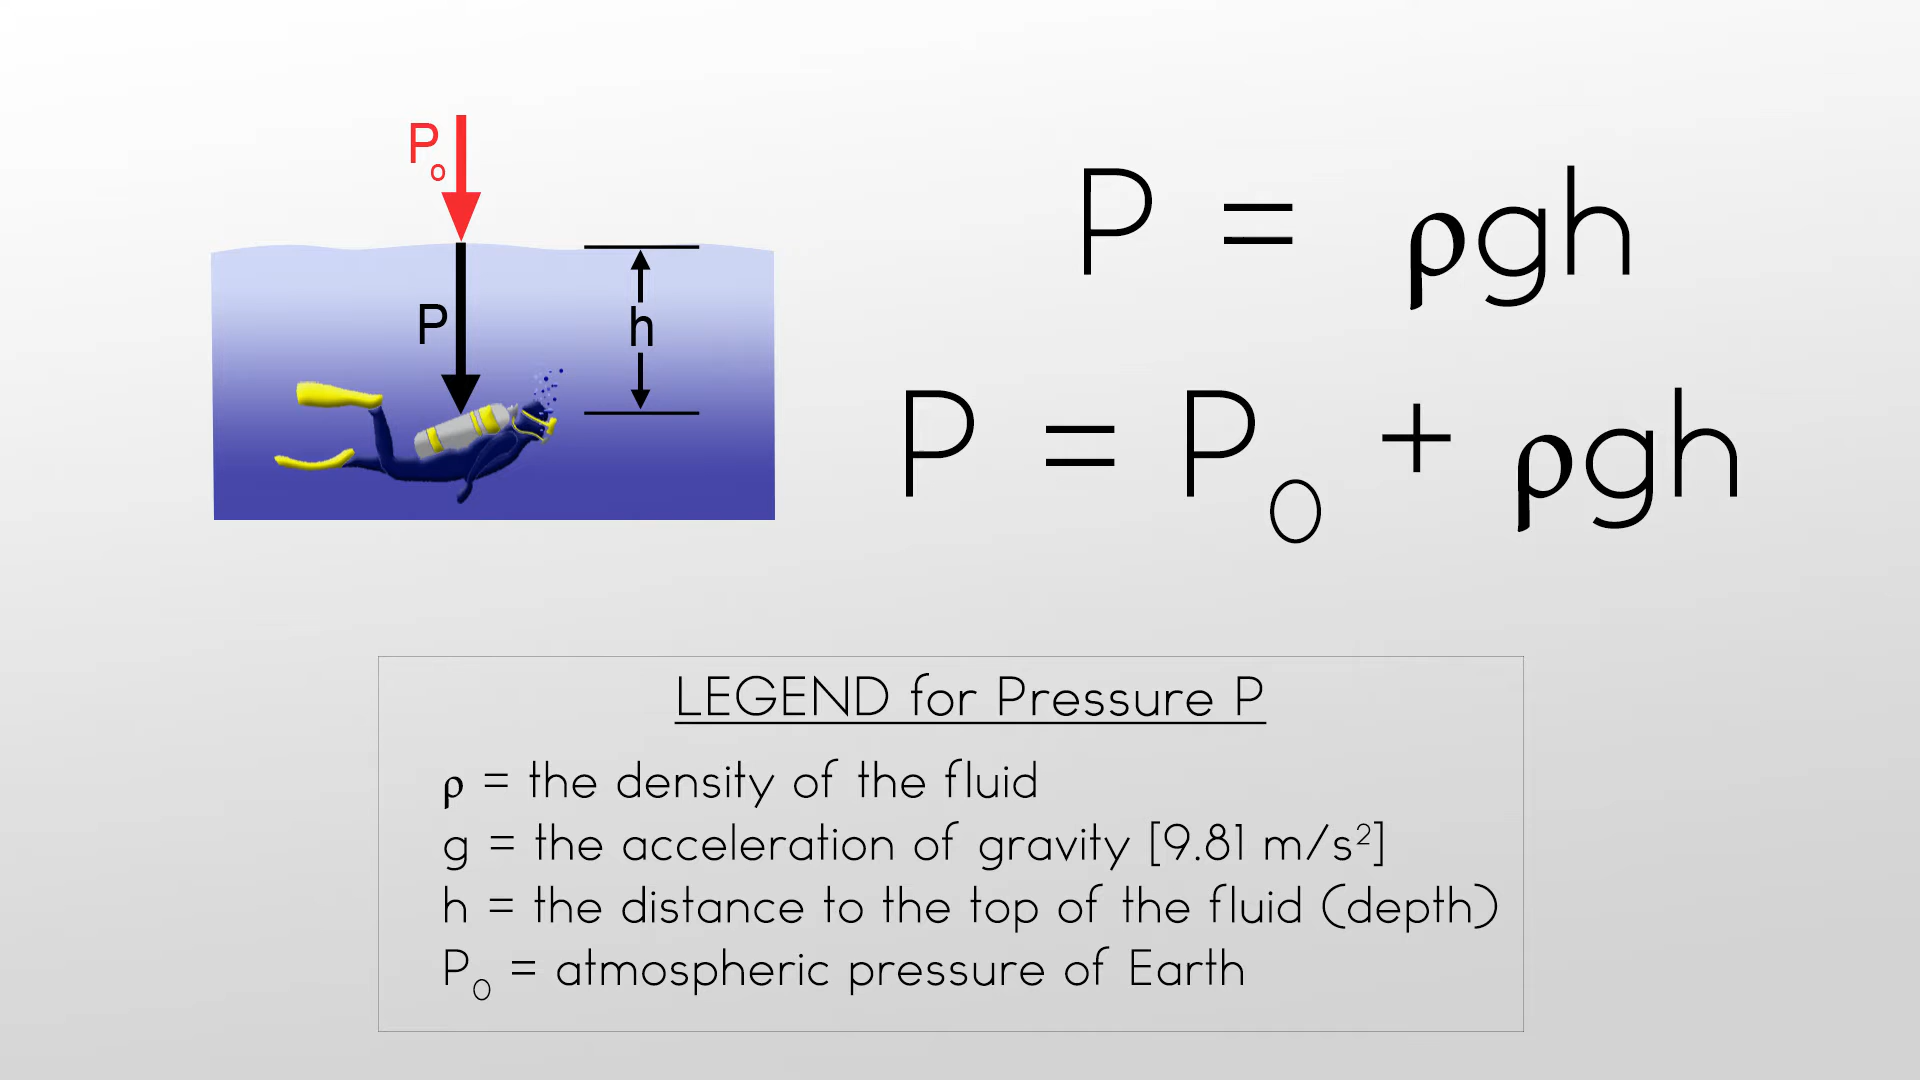 P₀
P
h
P = ρgh
P = P₀ + ρgh
LEGEND for Pressure P
ρ = the density of the fluid
g = the acceleration of gravity [9.81 m/s²]
h = the distance to the top of the fluid (depth)
P₀ = atmospheric pressure of Earth